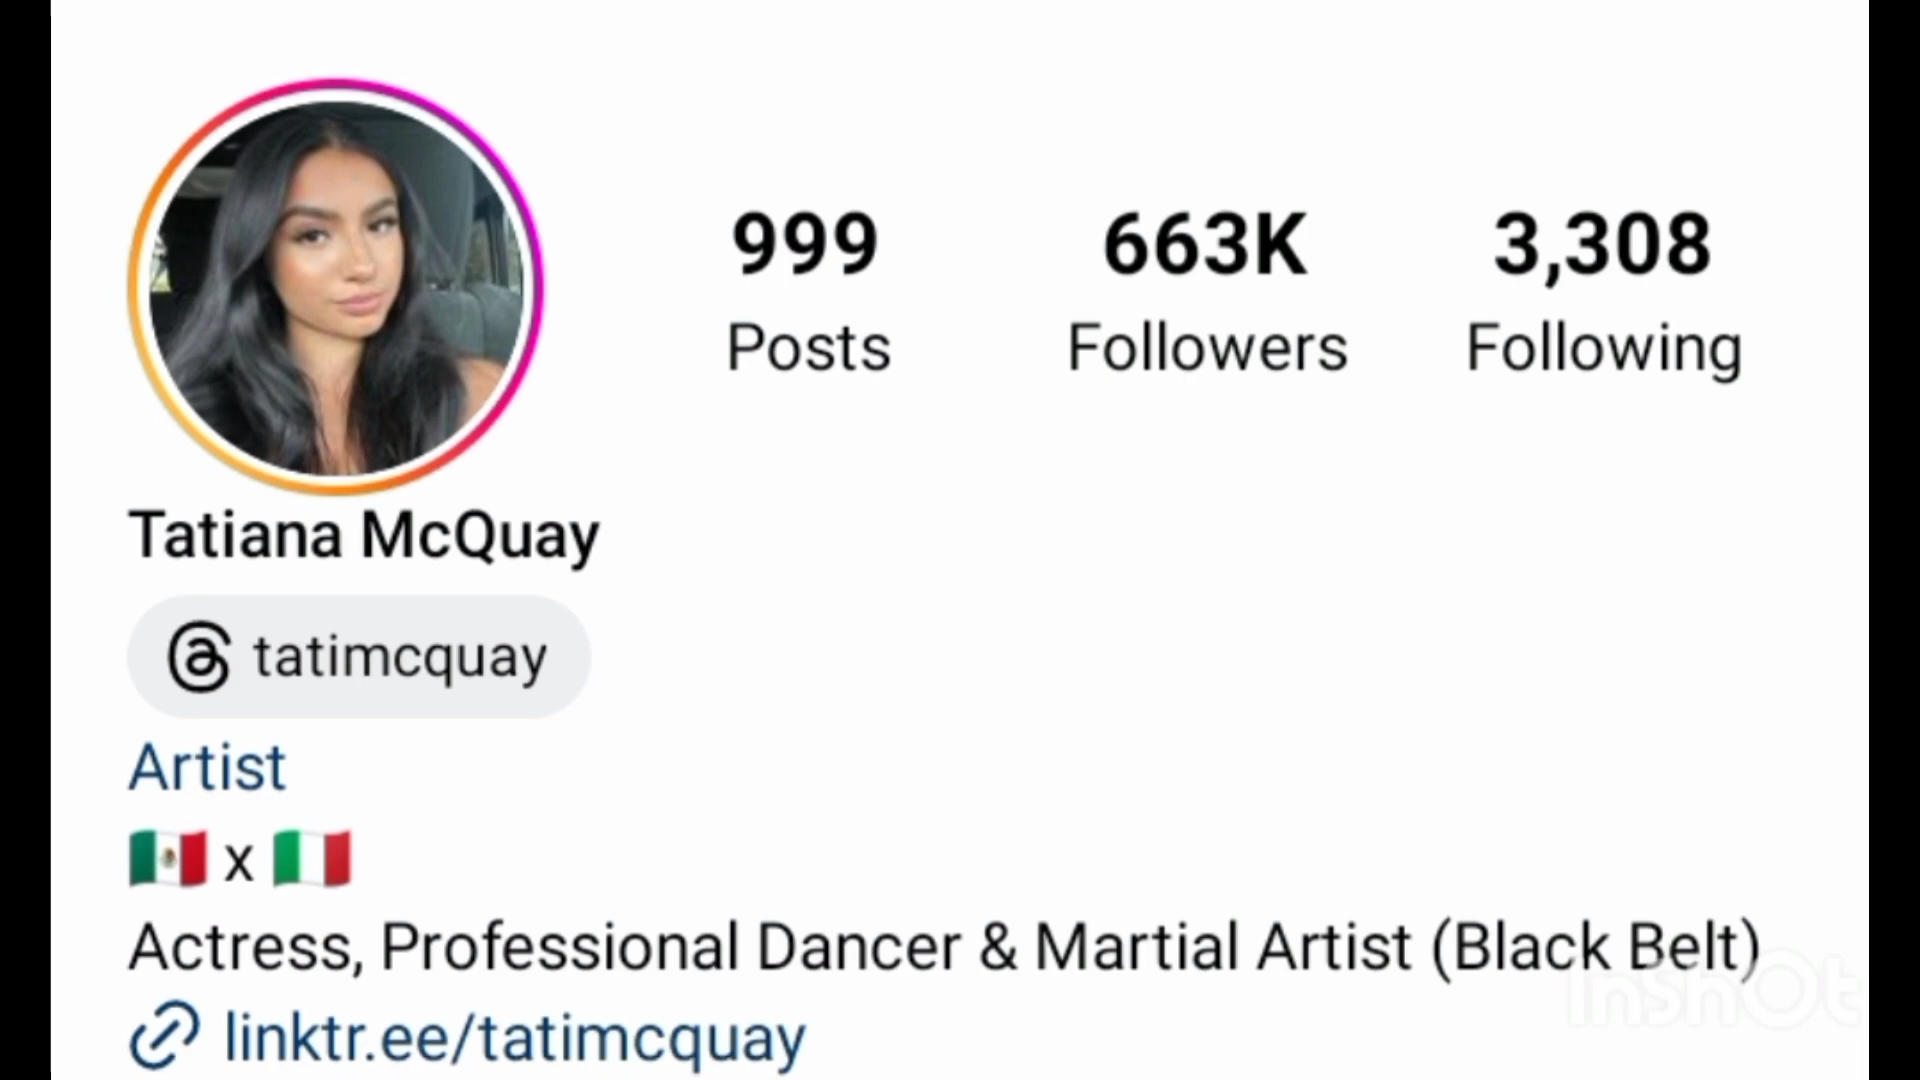 999 663K 3,308
Posts Followers Following
Tatiana McQuay
tatimcquay
Artist
🇲🇽 x 🇮🇹
Actress, Professional Dancer & Martial Artist (Black Belt)
linktr.ee/tatimcquay
InShOt